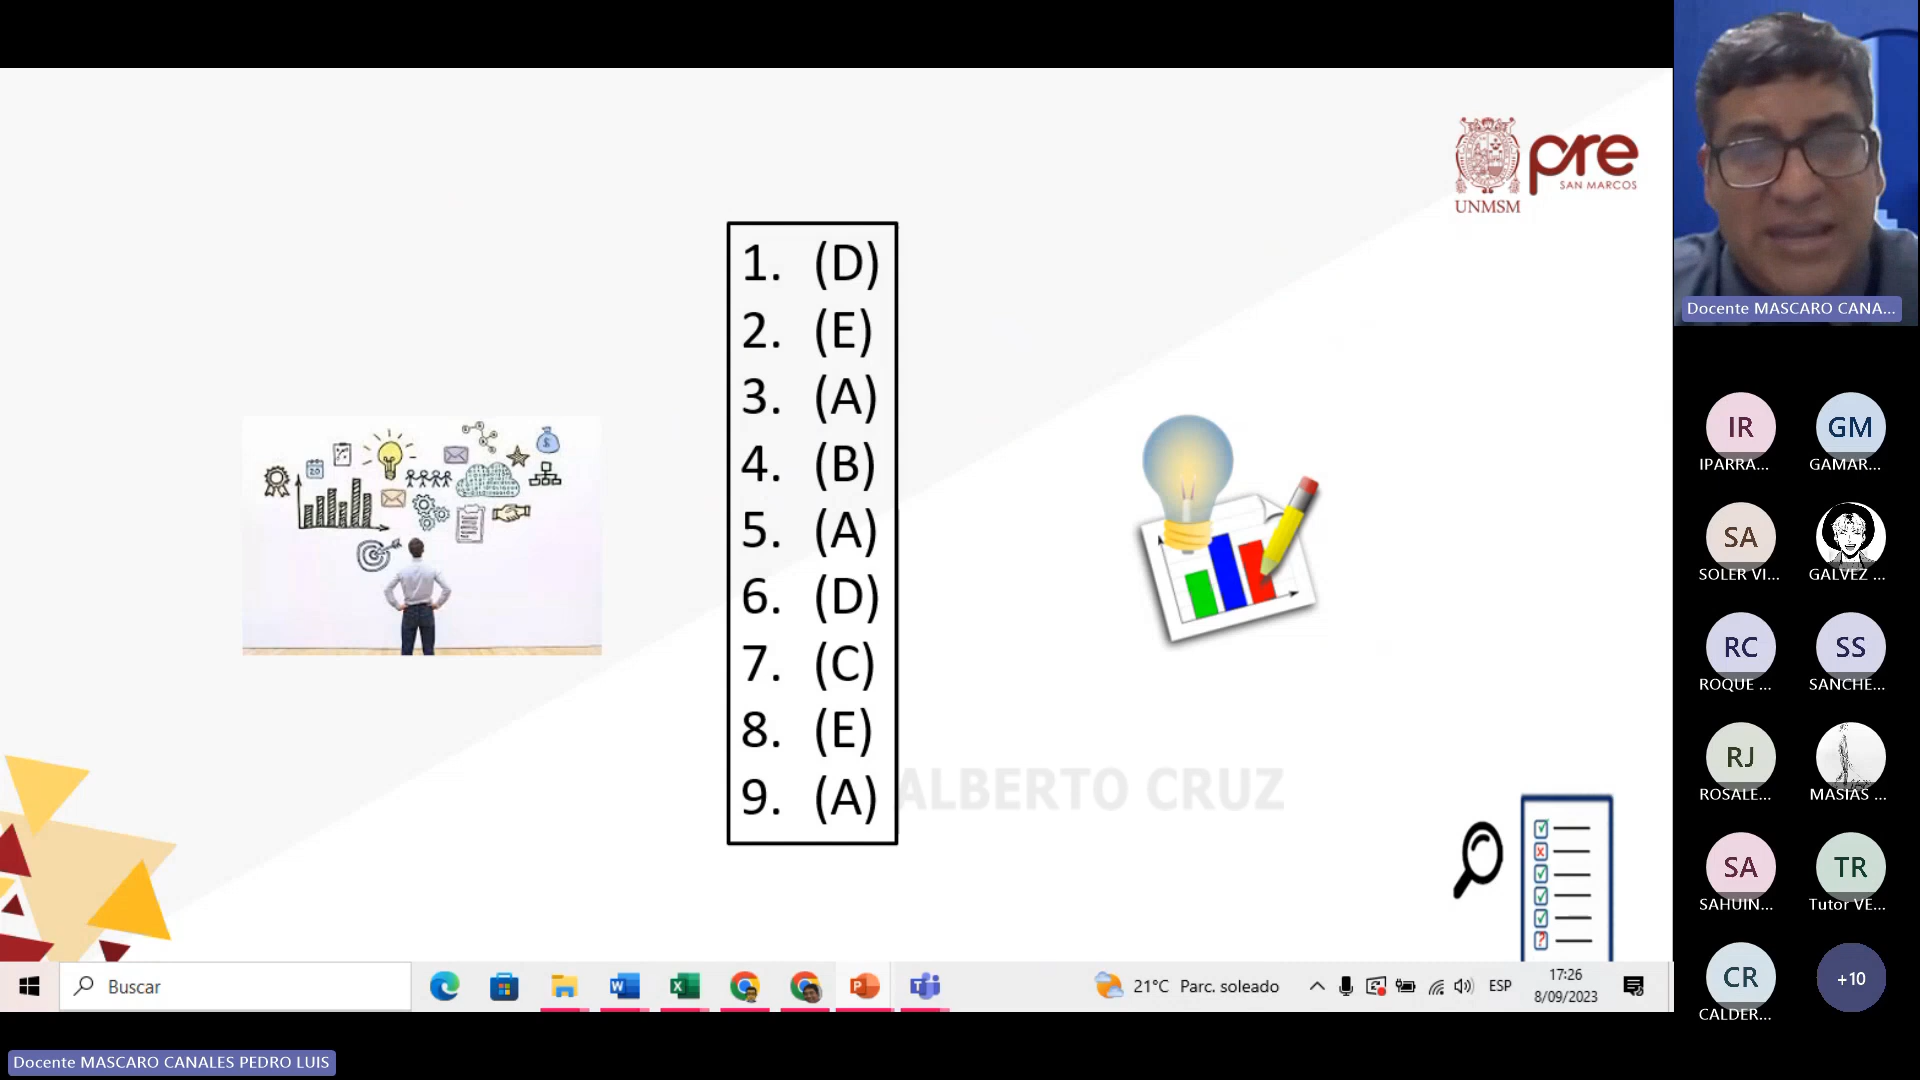 pre
SAN MARCOS
UNMSM
1. (D)
2. (E)
3. (A)
4. (B)
5. (A)
6. (D)
7. (C)
8. (E)
9. (A)
ALBERTO CRUZ
20
Docente MASCARO CANA...
IR
IPARRA...
GM
GAMAR...
SA
SOLER VI...
GALVEZ ...
RC
ROQUE ...
SS
SANCHE...
RJ
ROSALE...
MASIAS ...
SA
SAHUIN...
TR
Tutor VE...
CR
CALDER...
+10
Buscar
21°C Parc. soleado
ESP
17:26
8/09/2023
Docente MASCARO CANALES PEDRO LUIS